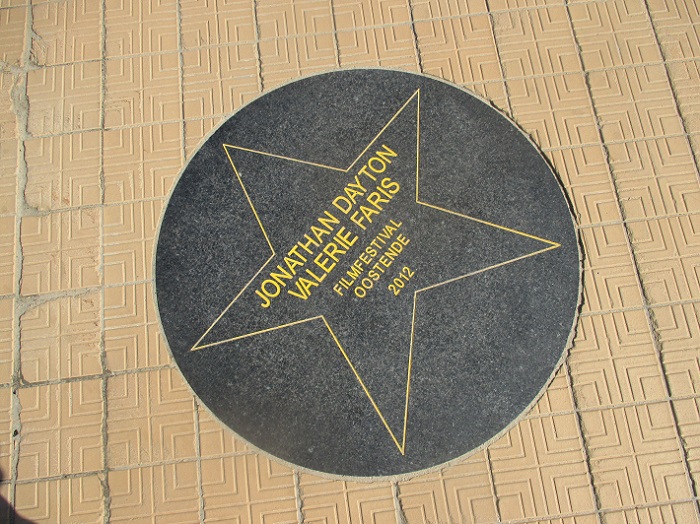 JONATHAN DAYTON
VALERIE FARIS
FILMFESTIVAL
OOSTENDE
2012